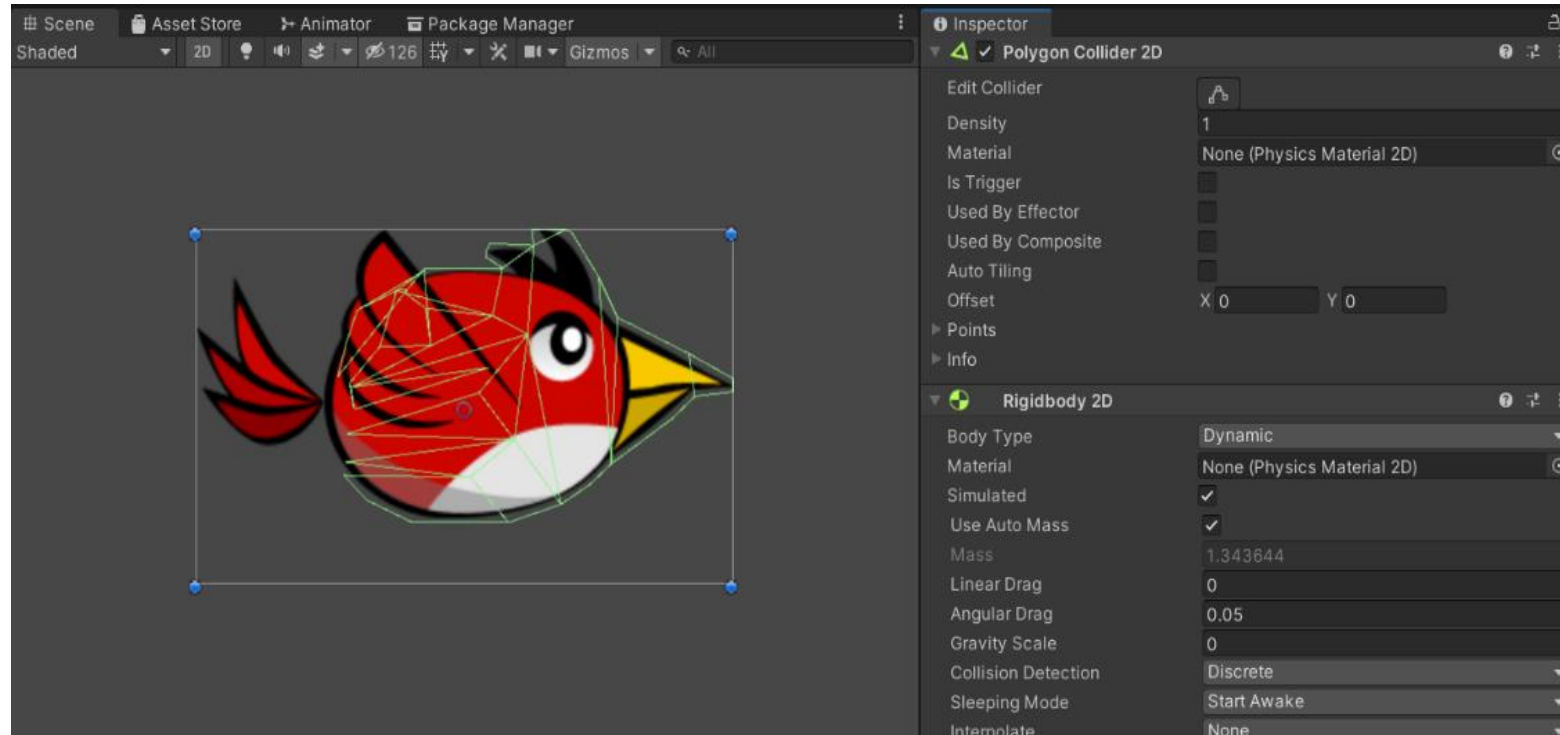 Scene Asset Store Animator Package Manager
Shaded 2D 126 Gizmos All
Inspector
Polygon Collider 2D
Edit Collider
Density 1
Material None (Physics Material 2D)
Is Trigger
Used By Effector
Used By Composite
Auto Tiling
Offset X 0 Y 0
Points
Info
Rigidbody 2D
Body Type Dynamic
Material None (Physics Material 2D)
Simulated
Use Auto Mass
Mass 1.343644
Linear Drag 0
Angular Drag 0.05
Gravity Scale 0
Collision Detection Discrete
Sleeping Mode Start Awake
Interpolate None